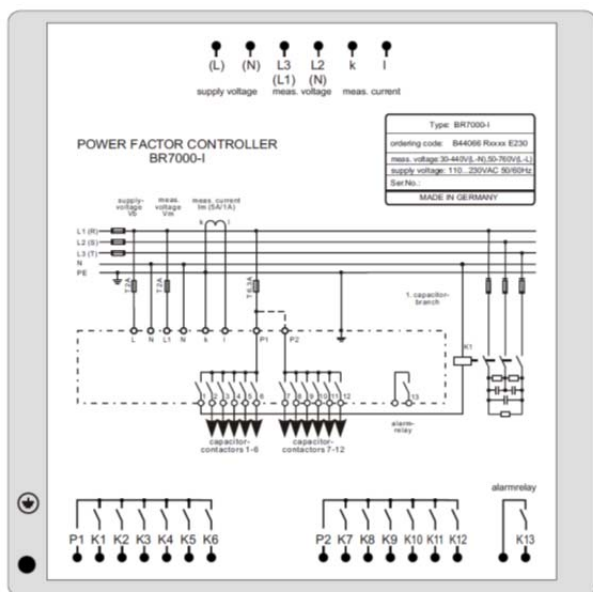 (L) (N) L3 L2 k l
(L1) (N)
supply voltage meas. voltage meas. current
POWER FACTOR CONTROLLER
BR7000-I
Type: BR7000-I
ordering code: B44066 Rxxxx E230
meas. voltage:30-440V(L-N),50-760V(L-L)
supply voltage: 110...230VAC 50/60Hz
Ser.No.:
MADE IN GERMANY
supply-
voltage
Vs
meas.
voltage
Vm
meas. current
Im (5A/1A)
k l
L1 (R)
L2 (S)
L3 (T)
N
PE
T 2A
T 2A
T 6,3A
1. capacitor-
branch
L N L1 N k l P1 P2
K1
1 2 3 4 5 6 7 8 9 10 11 12 13
capacitor-
contactors 1-6
capacitor-
contactors 7-12
alarm-
relay
alarmrelay
P1 K1 K2 K3 K4 K5 K6 P2 K7 K8 K9 K10 K11 K12 K13